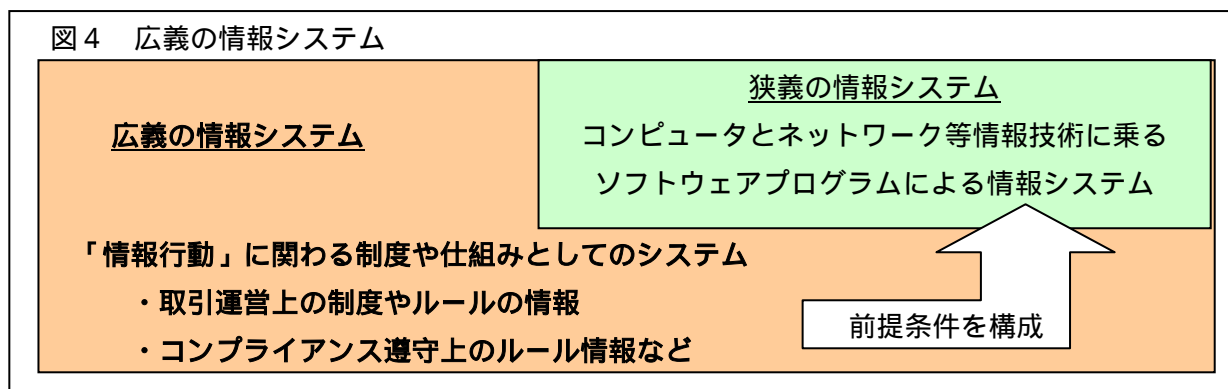 図４　広義の情報システム
狭義の情報システム
広義の情報システム
コンピュータとネットワーク等情報技術に乗る
ソフトウェアプログラムによる情報システム
「情報行動」に関わる制度や仕組みとしてのシステム
・取引運営上の制度やルールの情報
・コンプライアンス遵守上のルール情報など
前提条件を構成